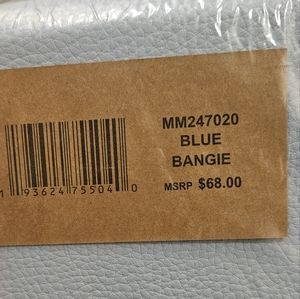 MM247020
BLUE
BANGIE
MSRP $68.00
1 93624 75504 0